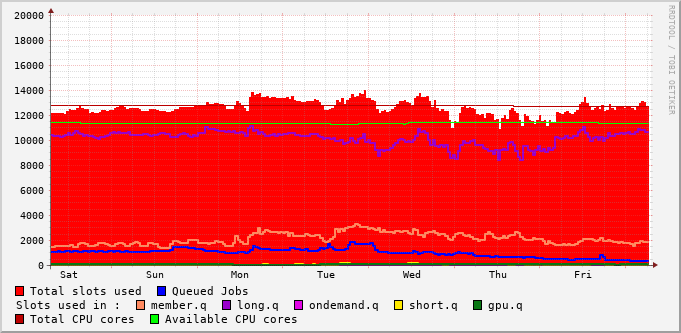 20000
18000
16000
14000
12000
10000
8000
6000
4000
2000
0
Sat Sun Mon Tue Wed Thu Fri
RRDTOOL / TOBI OETIKER
Total slots used Queued Jobs
Slots used in : member.q long.q ondemand.q short.q gpu.q
Total CPU cores Available CPU cores